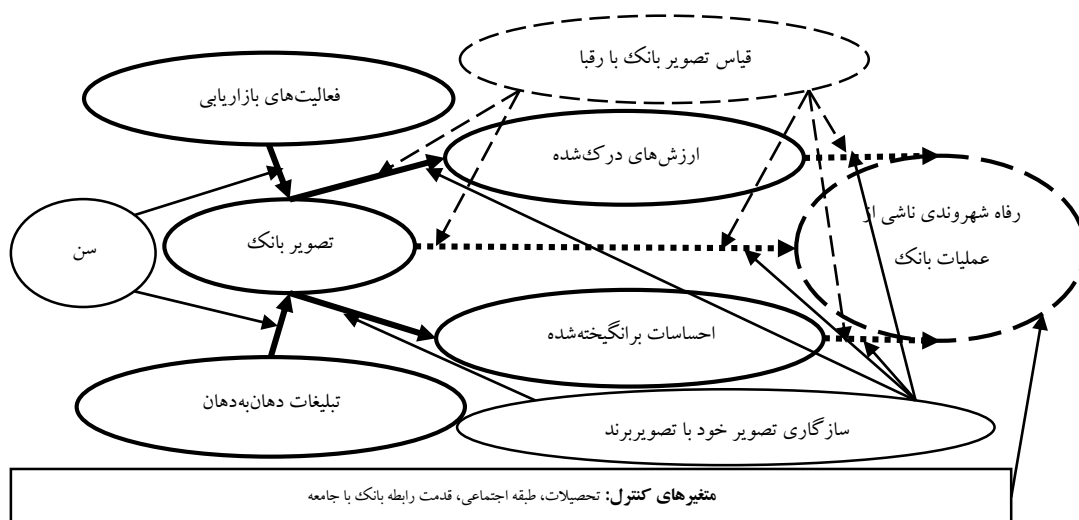 قیاس تصویر بانک با رقبا
فعالیت‌های بازاریابی
ارزش‌های درک‌شده
رفاه شهروندی ناشی از
عملیات بانک
تصویر بانک
سن
احساسات برانگیخته‌شده
تبلیغات دهان‌به‌دهان
سازگاری تصویر خود با تصویربرند
متغیرهای کنترل: تحصیلات، طبقه اجتماعی، قدمت رابطه بانک با جامعه